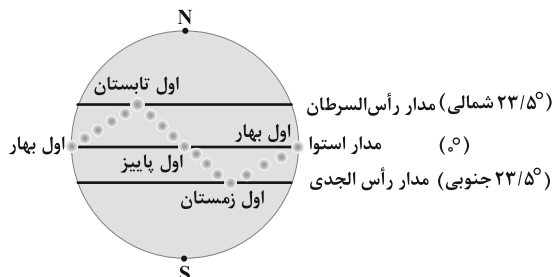 N
اول تابستان
مدار رأس‌السرطان (۲۳/۵° شمالی)
اول بهار
اول بهار
مدار استوا (۰°)
اول پاییز
مدار رأس الجدی (۲۳/۵° جنوبی)
اول زمستان
S